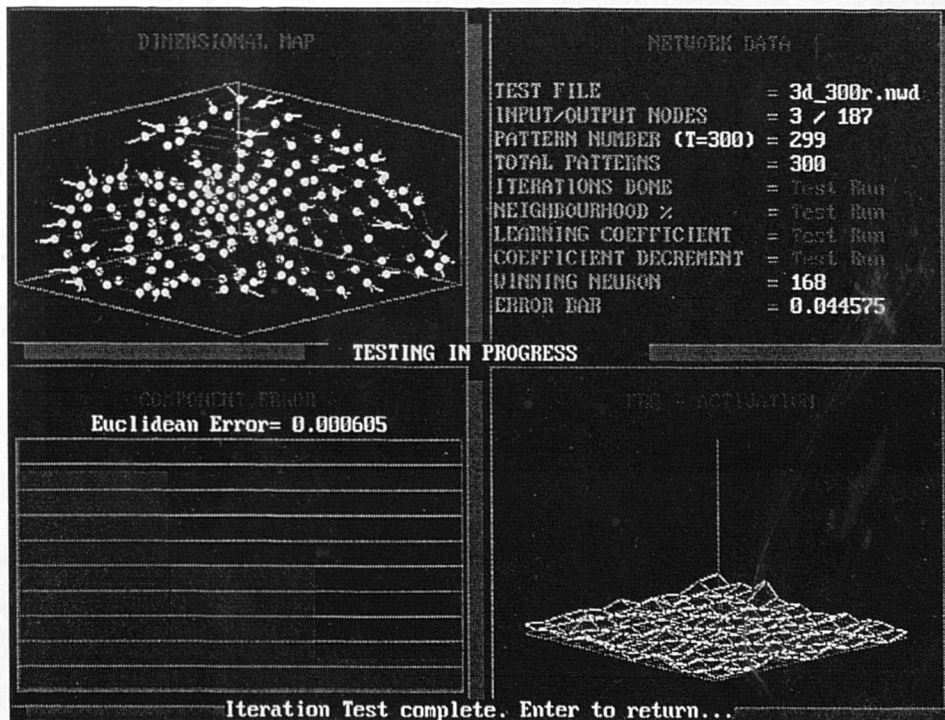 DIMENSIONAL MAP
NETWORK DATA
TEST FILE = 3d_300r.nwd
INPUT/OUTPUT NODES = 3 / 187
PATTERN NUMBER (T=300) = 299
TOTAL PATTERNS = 300
ITERATIONS DONE = Test Run
NEIGHBOURHOOD % = Test Run
LEARNING COEFFICIENT = Test Run
COEFFICIENT DECREMENT = Test Run
WINNING NEURON = 168
ERROR BAR = 0.044575
TESTING IN PROGRESS
COMPONENT ERROR
Euclidean Error= 0.000605
- ACTIVATION
Iteration Test complete. Enter to return...